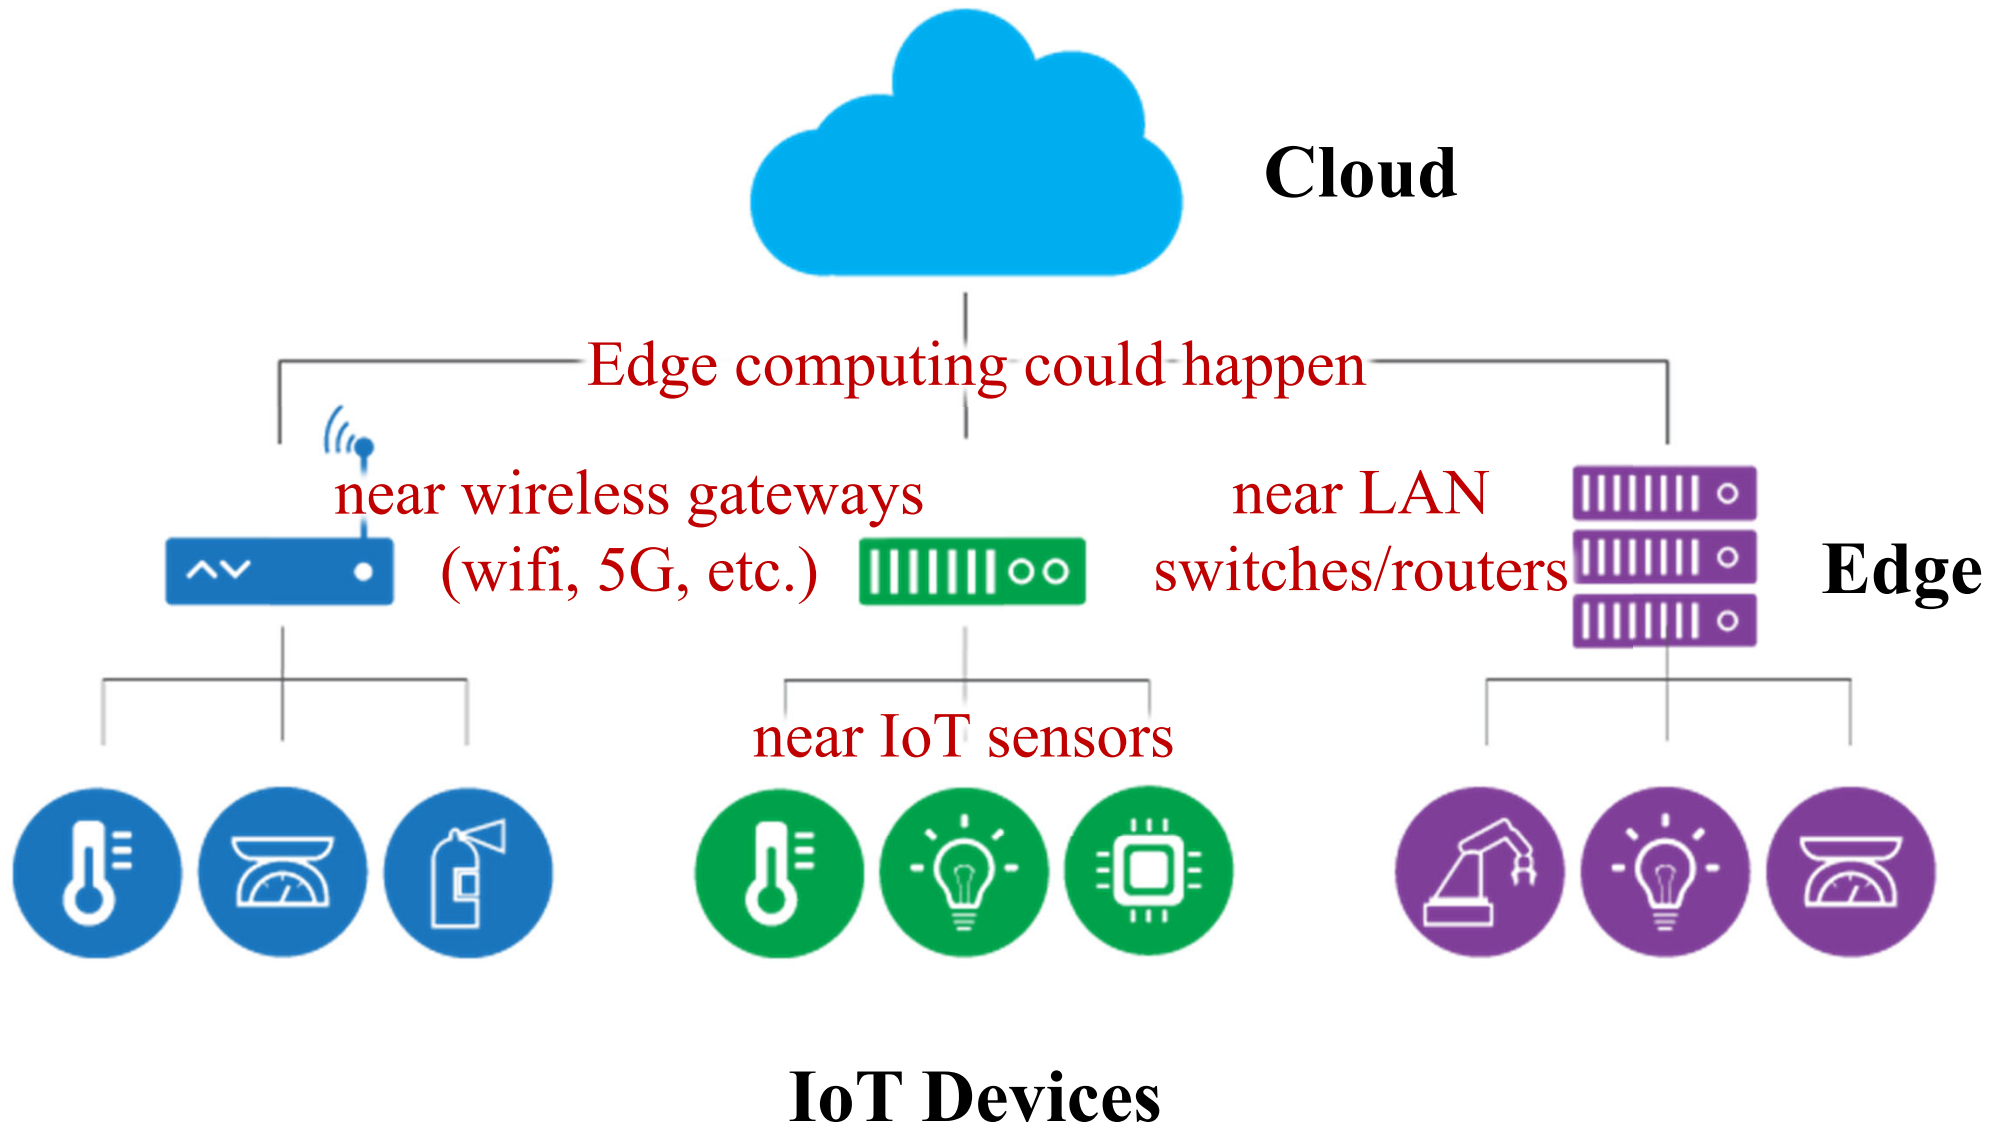 Cloud
Edge computing could happen
near wireless gateways
(wifi, 5G, etc.)
near LAN
switches/routers
Edge
near IoT sensors
IoT Devices